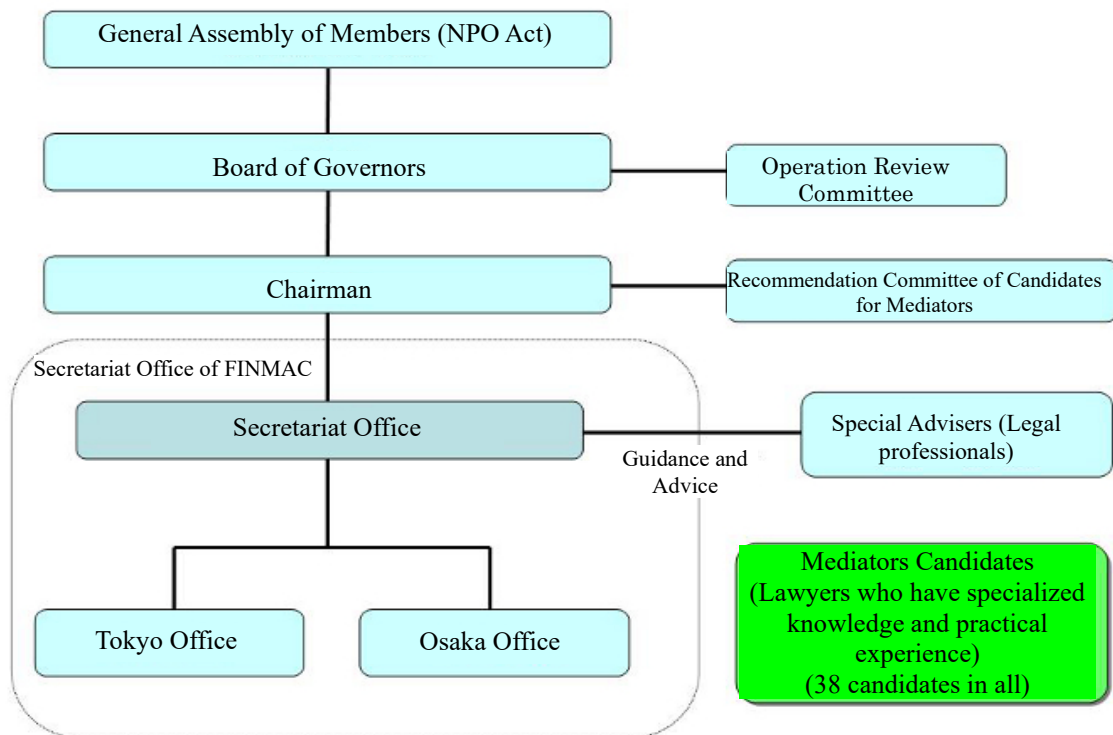 General Assembly of Members (NPO Act)
Board of Governors
Operation Review
Committee
Chairman
Recommendation Committee of Candidates
for Mediators
Secretariat Office of FINMAC
Secretariat Office
Special Advisers (Legal
professionals)
Guidance and
Advice
Tokyo Office
Osaka Office
Mediators Candidates
(Lawyers who have specialized
knowledge and practical
experience)
(38 candidates in all)